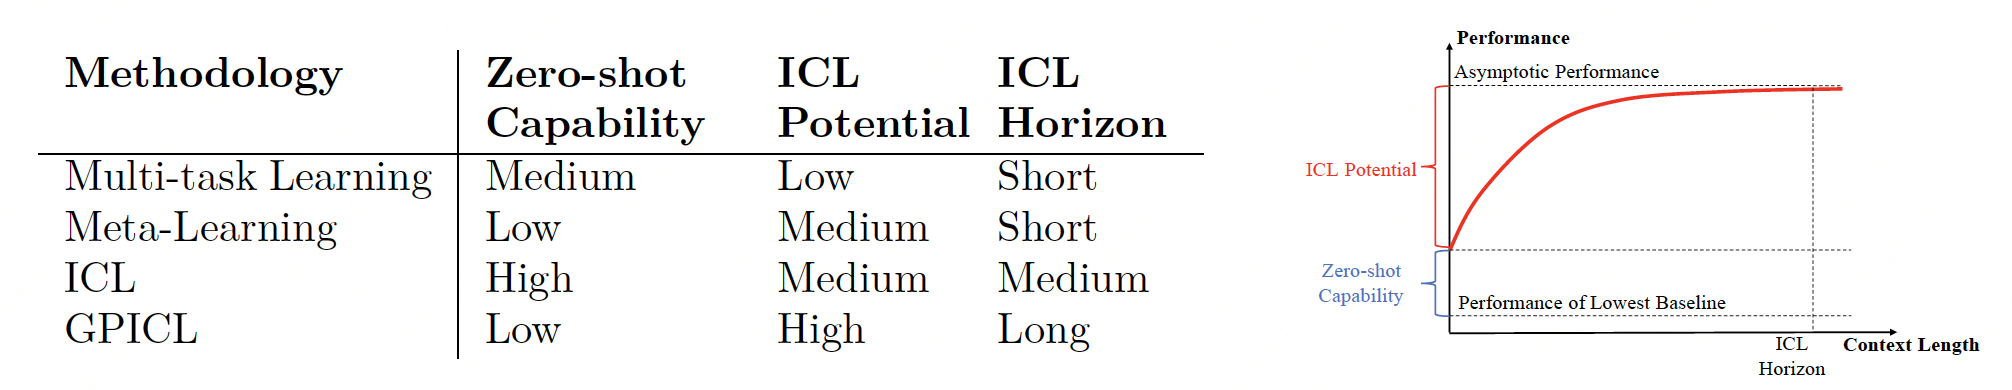 Methodology Zero-shot ICL ICL
Capability Potential Horizon
Multi-task Learning Medium Low Short
Meta-Learning Low Medium Short
ICL High Medium Medium
GPICL Low High Long
Performance
Asymptotic Performance
ICL Potential
Zero-shot
Capability
Performance of Lowest Baseline
ICL
Horizon
Context Length